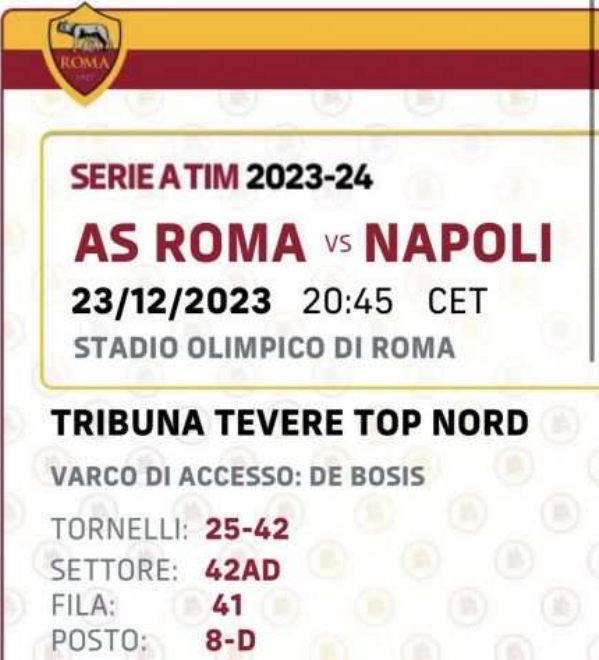 ROMA
1927
SERIE A TIM 2023-24
AS ROMA vs NAPOLI
23/12/2023 20:45 CET
STADIO OLIMPICO DI ROMA
TRIBUNA TEVERE TOP NORD
VARCO DI ACCESSO: DE BOSIS
TORNELLI: 25-42
SETTORE: 42AD
FILA: 41
POSTO: 8-D